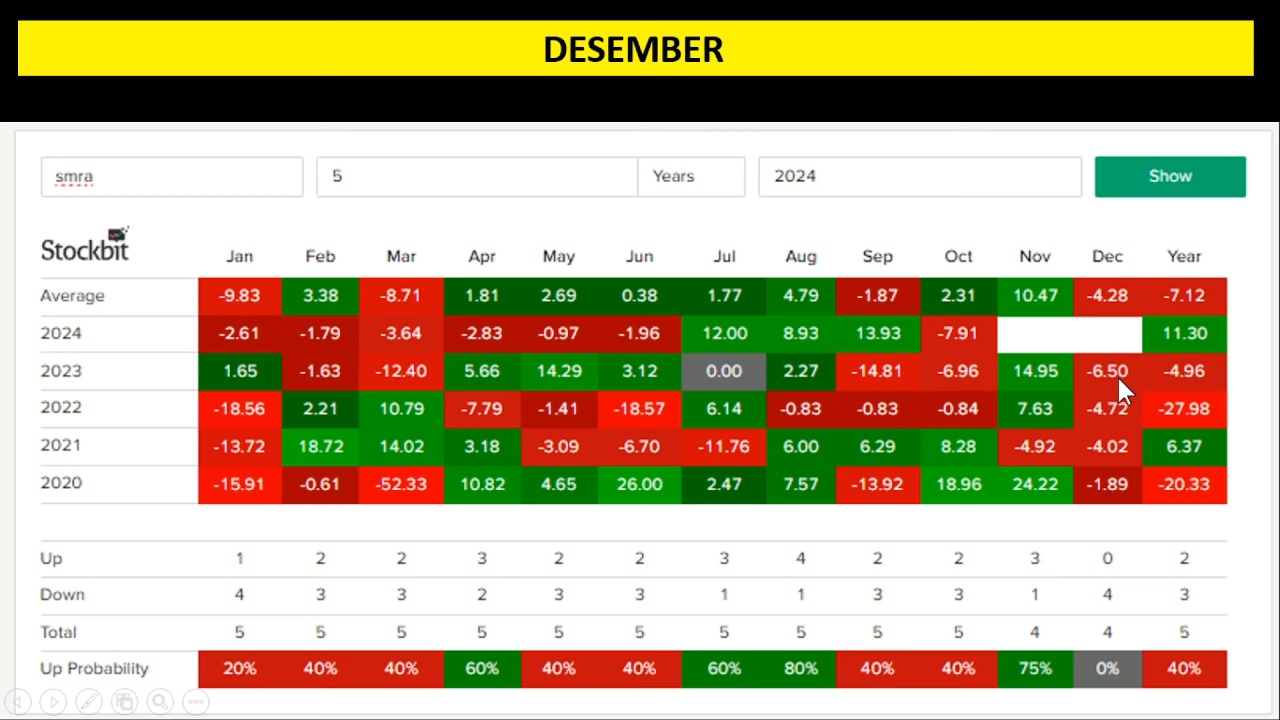 DESEMBER
smra 5 Years 2024 Show
Stockbit Jan Feb Mar Apr May Jun Jul Aug Sep Oct Nov Dec Year
Average -9.83 3.38 -8.71 1.81 2.69 0.38 1.77 4.79 -1.87 2.31 10.47 -4.28 -7.12
2024 -2.61 -1.79 -3.64 -2.83 -0.97 -1.96 12.00 8.93 13.93 -7.91 11.30
2023 1.65 -1.63 -12.40 5.66 14.29 3.12 0.00 2.27 -14.81 -6.96 14.95 -6.50 -4.96
2022 -18.56 2.21 10.79 -7.79 -1.41 -18.57 6.14 -0.83 -0.83 -0.84 7.63 -4.72 -27.98
2021 -13.72 18.72 14.02 3.18 -3.09 -6.70 -11.76 6.00 6.29 8.28 -4.92 -4.02 6.37
2020 -15.91 -0.61 -52.33 10.82 4.65 26.00 2.47 7.57 -13.92 18.96 24.22 -1.89 -20.33
Up 1 2 2 3 2 2 3 4 2 2 3 0 2
Down 4 3 3 2 3 3 1 1 3 3 1 4 3
Total 5 5 5 5 5 5 5 5 5 5 4 4 5
Up Probability 20% 40% 40% 60% 40% 40% 60% 80% 40% 40% 75% 0% 40%